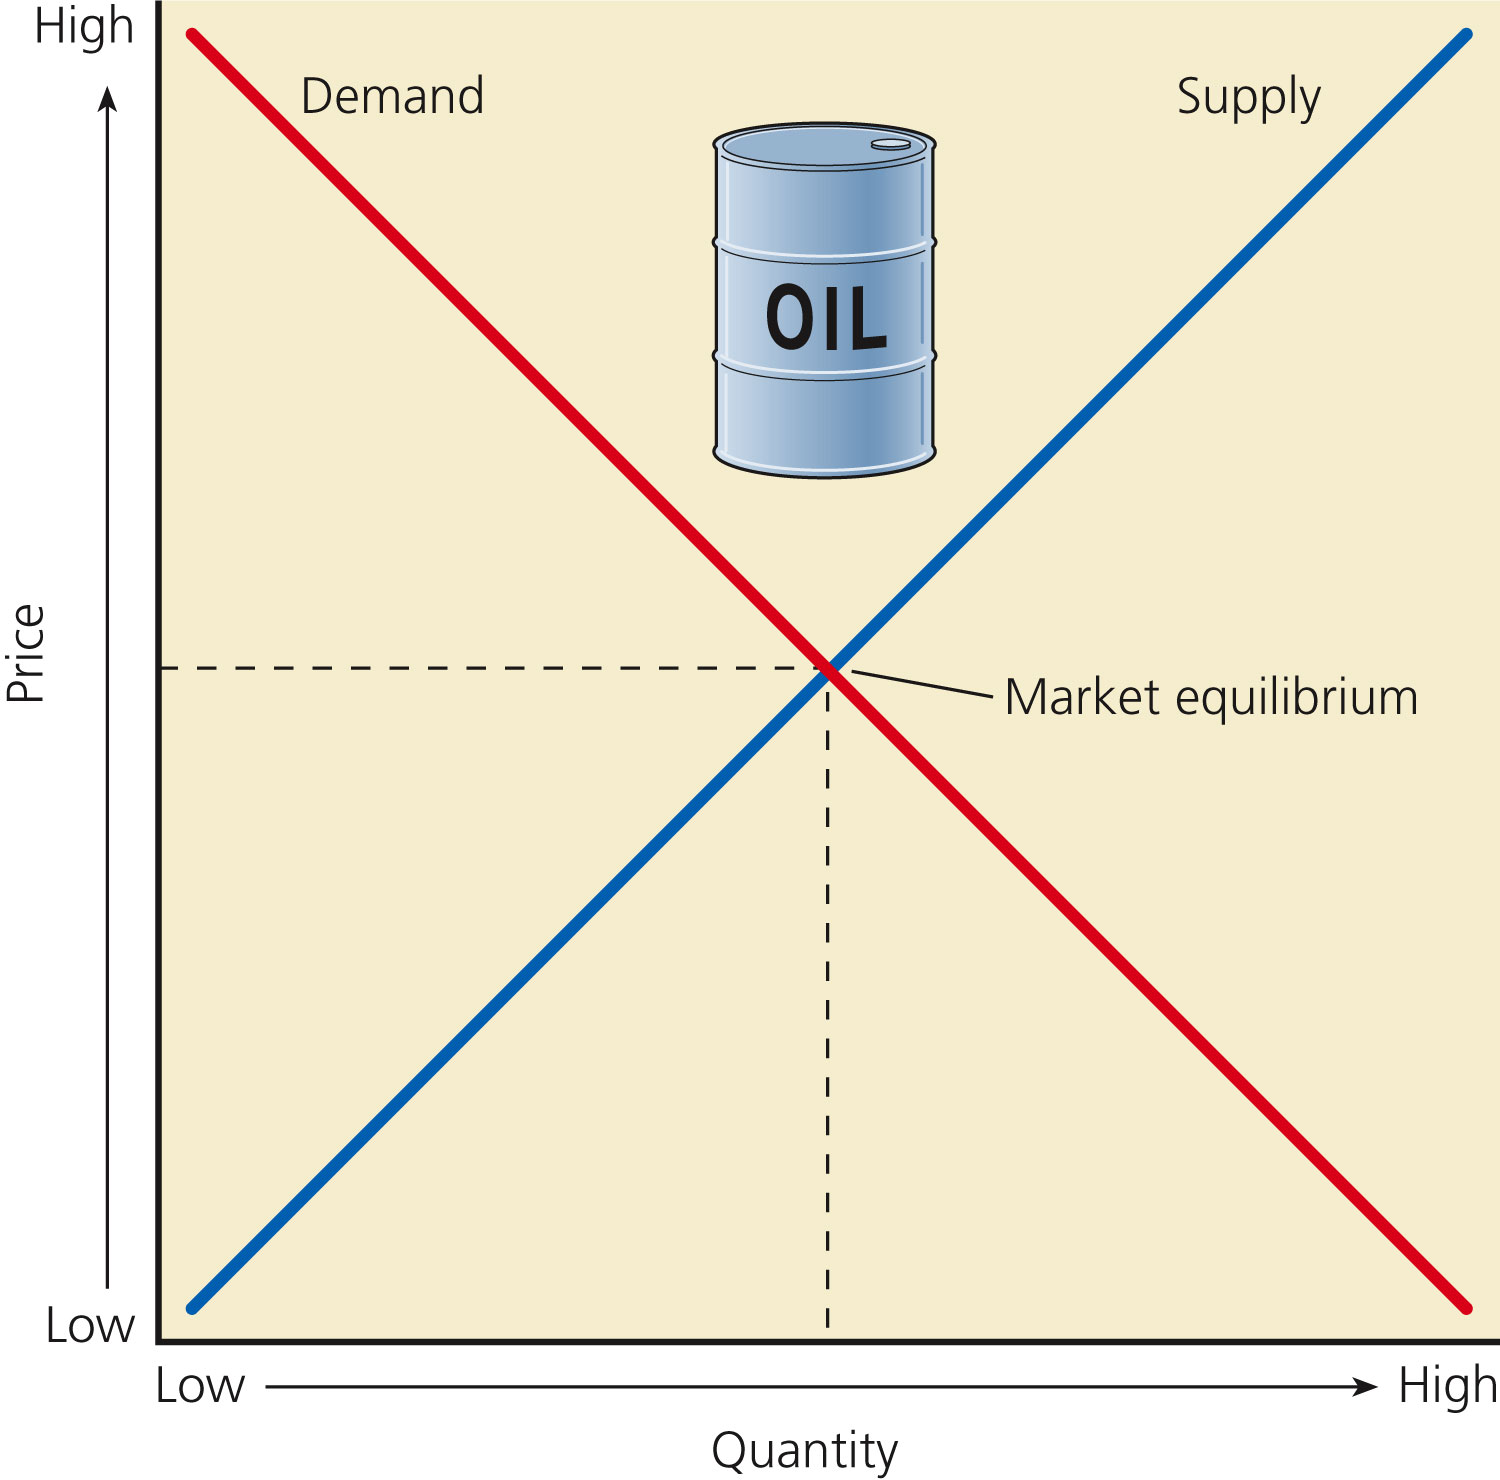 High
Demand
Supply
OIL
Price
Market equilibrium
Low
Low
High
Quantity